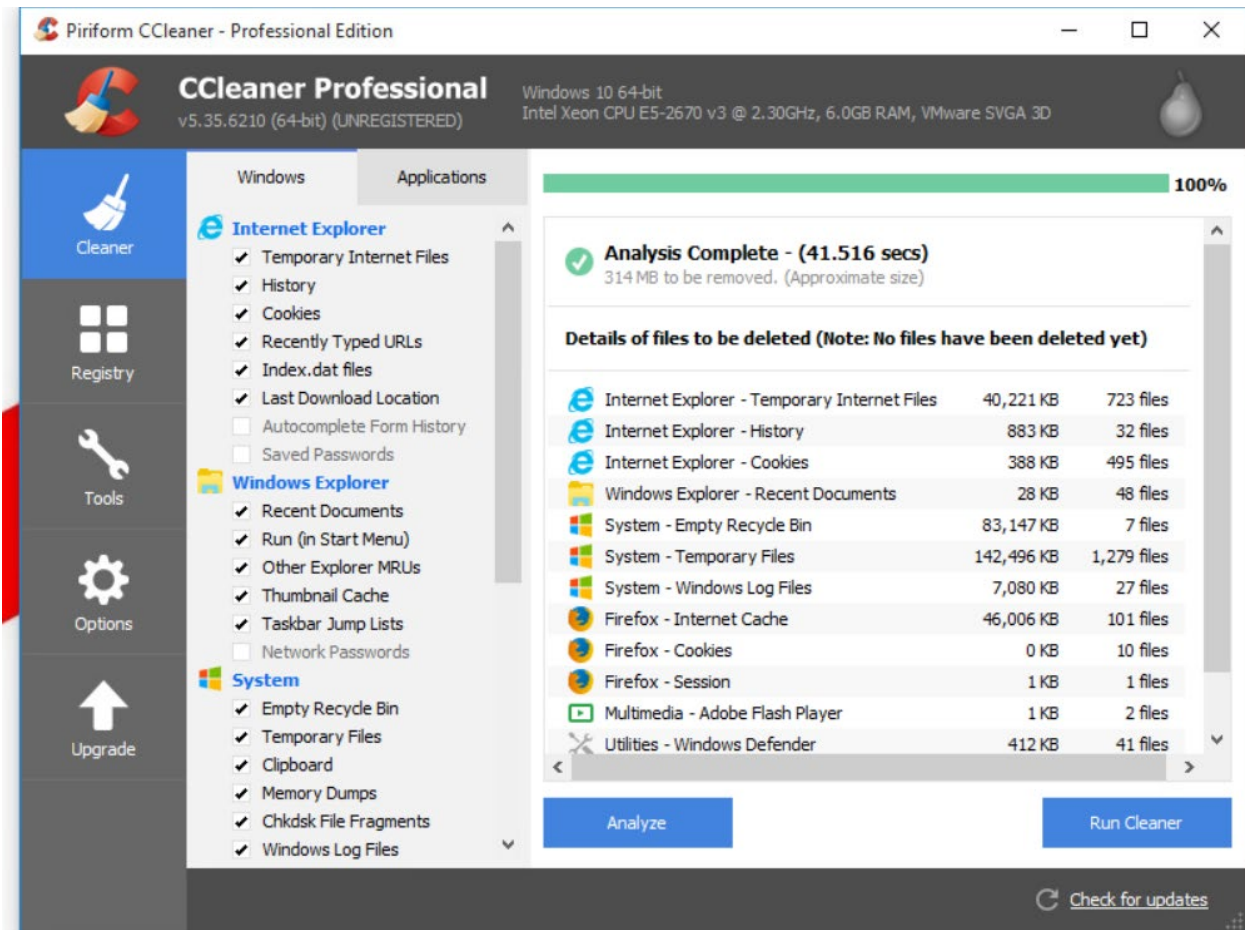 Piriform CCleaner - Professional Edition
CCleaner Professional
v5.35.6210 (64-bit) (UNREGISTERED)
Windows 10 64-bit
Intel Xeon CPU E5-2670 v3 @ 2.30GHz, 6.0GB RAM, VMware SVGA 3D
Cleaner
Registry
Tools
Options
Upgrade
Windows Applications
Internet Explorer
Temporary Internet Files
History
Cookies
Recently Typed URLs
Index.dat files
Last Download Location
Autocomplete Form History
Saved Passwords
Windows Explorer
Recent Documents
Run (in Start Menu)
Other Explorer MRUs
Thumbnail Cache
Taskbar Jump Lists
Network Passwords
System
Empty Recycle Bin
Temporary Files
Clipboard
Memory Dumps
Chkdsk File Fragments
Windows Log Files
100%
Analysis Complete - (41.516 secs)
314 MB to be removed. (Approximate size)
Details of files to be deleted (Note: No files have been deleted yet)
Internet Explorer - Temporary Internet Files 40,221 KB 723 files
Internet Explorer - History 883 KB 32 files
Internet Explorer - Cookies 388 KB 495 files
Windows Explorer - Recent Documents 28 KB 48 files
System - Empty Recycle Bin 83,147 KB 7 files
System - Temporary Files 142,496 KB 1,279 files
System - Windows Log Files 7,080 KB 27 files
Firefox - Internet Cache 46,006 KB 101 files
Firefox - Cookies 0 KB 10 files
Firefox - Session 1 KB 1 files
Multimedia - Adobe Flash Player 1 KB 2 files
Utilities - Windows Defender 412 KB 41 files
Analyze
Run Cleaner
Check for updates